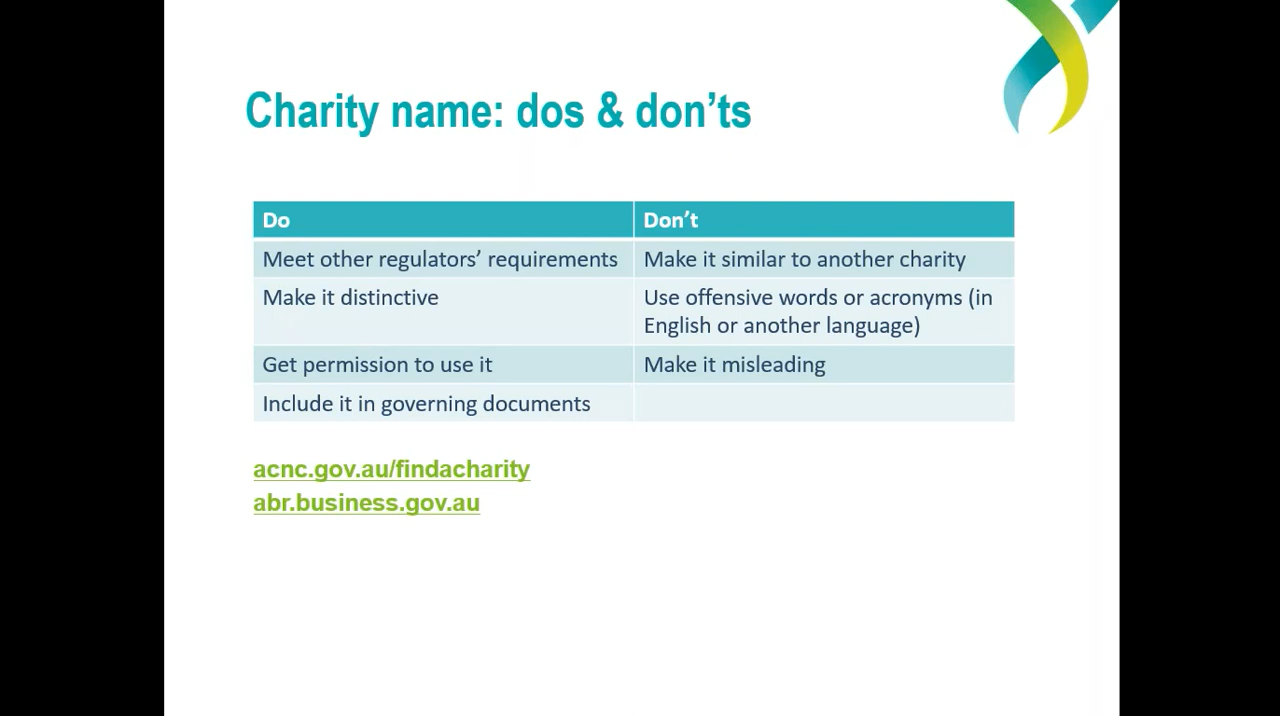 Charity name: dos & don’ts
Do
Don’t
Meet other regulators’ requirements
Make it similar to another charity
Make it distinctive
Use offensive words or acronyms (in
English or another language)
Get permission to use it
Make it misleading
Include it in governing documents
acnc.gov.au/findacharity
abr.business.gov.au